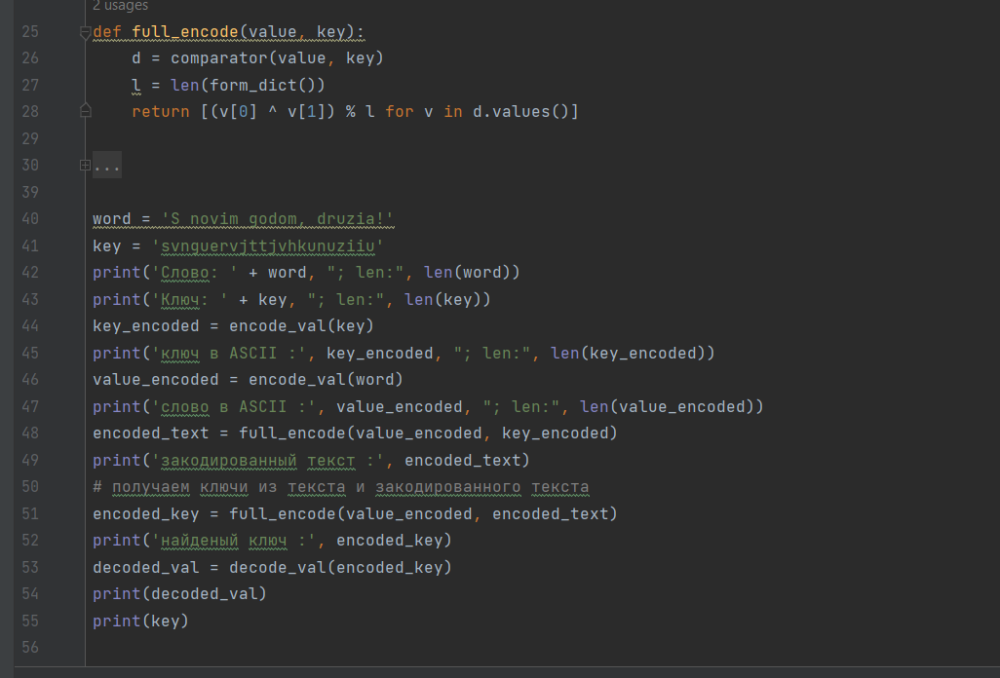 2 usages
25 def full_encode(value, key):
26     d = comparator(value, key)
27     l = len(form_dict())
28     return [(v[0] ^ v[1]) % l for v in d.values()]
29
30 ...
39
40 word = 'S novim godom, druzia!'
41 key = 'svnguervjttjvhkunuziiu'
42 print('Слово: ' + word, "; len:", len(word))
43 print('Ключ: ' + key, "; len:", len(key))
44 key_encoded = encode_val(key)
45 print('ключ в ASCII :', key_encoded, "; len:", len(key_encoded))
46 value_encoded = encode_val(word)
47 print('слово в ASCII :', value_encoded, "; len:", len(value_encoded))
48 encoded_text = full_encode(value_encoded, key_encoded)
49 print('закодированный текст :', encoded_text)
50 # получаем ключи из текста и закодированного текста
51 encoded_key = full_encode(value_encoded, encoded_text)
52 print('найденый ключ :', encoded_key)
53 decoded_val = decode_val(encoded_key)
54 print(decoded_val)
55 print(key)
56